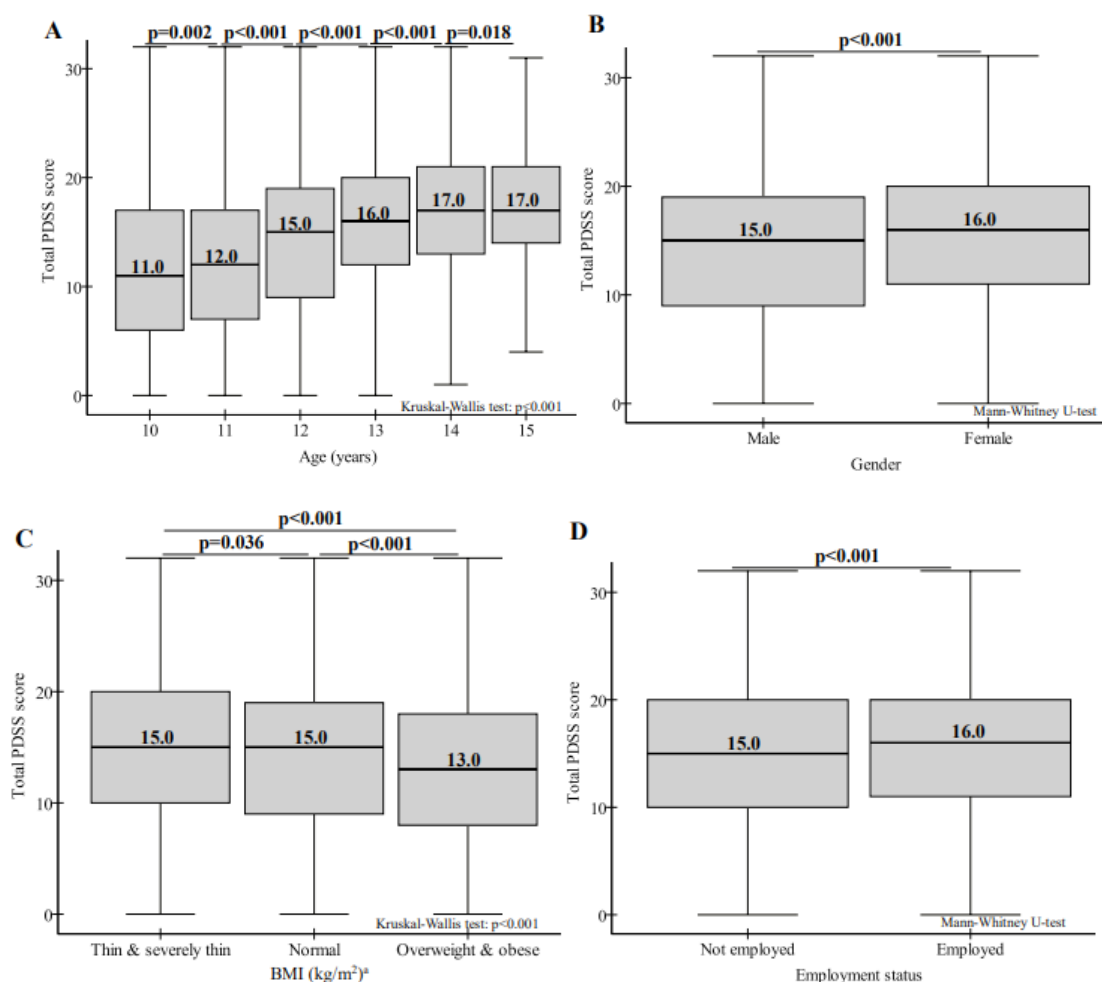 A
p=0.002 p<0.001 p<0.001 p<0.001 p=0.018
30
20
10
0
Total PDSS score
11.0 12.0 15.0 16.0 17.0 17.0
Kruskal-Wallis test: p<0.001
10 11 12 13 14 15
Age (years)
B
p<0.001
30
20
10
0
Total PDSS score
15.0 16.0
Mann-Whitney U-test
Male Female
Gender
C
p<0.001
p=0.036 p<0.001
30
20
10
0
Total PDSS score
15.0 15.0 13.0
Kruskal-Wallis test: p<0.001
Thin & severely thin Normal Overweight & obese
BMI (kg/m²)ª
D
p<0.001
30
20
10
0
Total PDSS score
15.0 16.0
Mann-Whitney U-test
Not employed Employed
Employment status